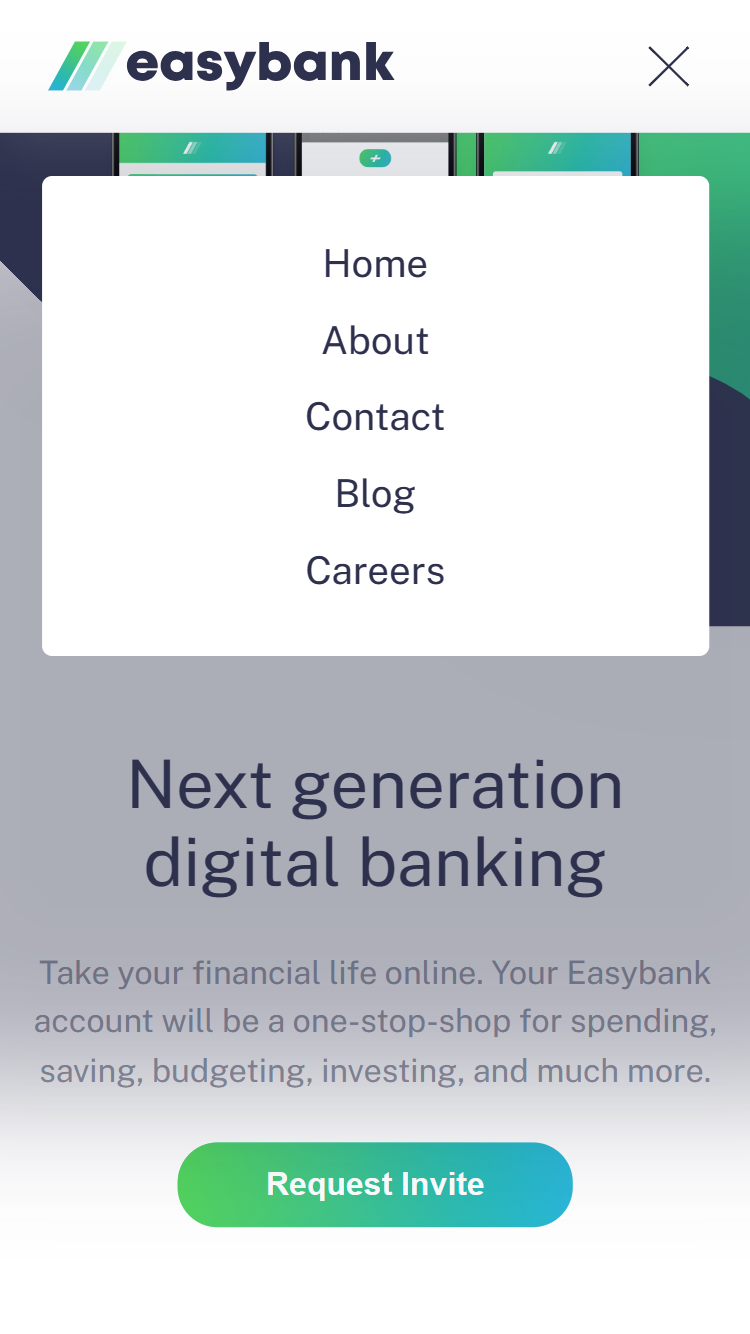 easybank
Home
About
Contact
Blog
Careers
Next generation
digital banking
Take your financial life online. Your Easybank
account will be a one-stop-shop for spending,
saving, budgeting, investing, and much more.
Request Invite